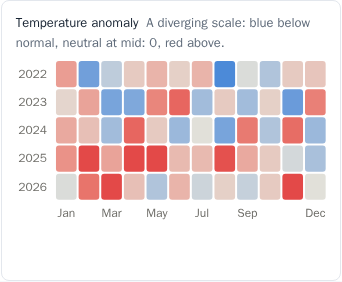 Temperature anomaly A diverging scale: blue below
normal, neutral at mid: 0, red above.
2022
2023
2024
2025
2026
Jan Mar May Jul Sep Dec